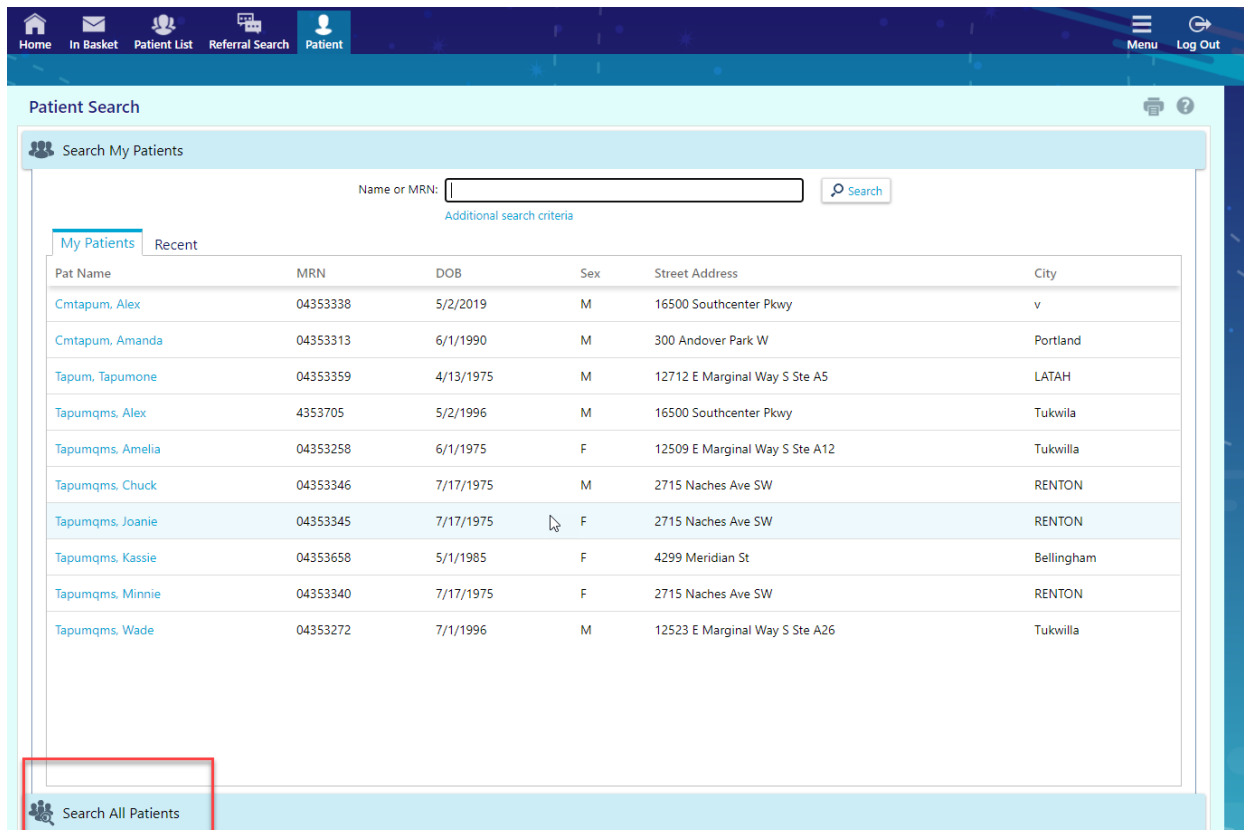 Home In Basket Patient List Referral Search Patient Menu Log Out
Patient Search
Search My Patients
Name or MRN: Search
Additional search criteria
My Patients Recent
Pat Name MRN DOB Sex Street Address City
Cmtapum, Alex 04353338 5/2/2019 M 16500 Southcenter Pkwy v
Cmtapum, Amanda 04353313 6/1/1990 M 300 Andover Park W Portland
Tapum, Tapumone 04353359 4/13/1975 M 12712 E Marginal Way S Ste A5 LATAH
Tapumqms, Alex 4353705 5/2/1996 M 16500 Southcenter Pkwy Tukwila
Tapumqms, Amelia 04353258 6/1/1975 F 12509 E Marginal Way S Ste A12 Tukwilla
Tapumqms, Chuck 04353346 7/17/1975 M 2715 Naches Ave SW RENTON
Tapumqms, Joanie 04353345 7/17/1975 F 2715 Naches Ave SW RENTON
Tapumqms, Kassie 04353658 5/1/1985 F 4299 Meridian St Bellingham
Tapumqms, Minnie 04353340 7/17/1975 F 2715 Naches Ave SW RENTON
Tapumqms, Wade 04353272 7/1/1996 M 12523 E Marginal Way S Ste A26 Tukwilla
Search All Patients